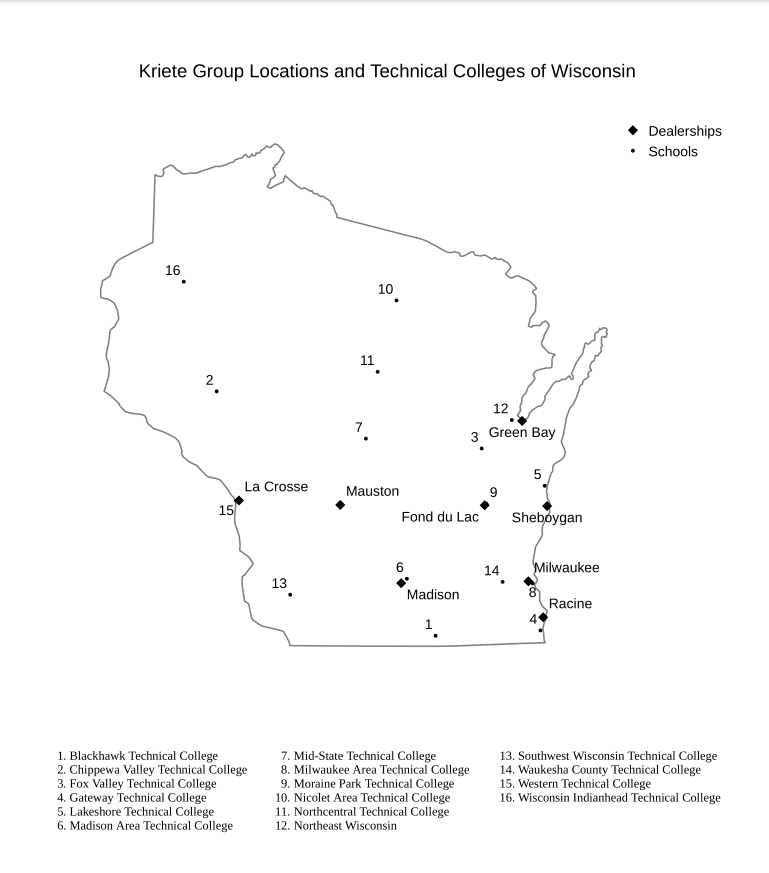 Kriete Group Locations and Technical Colleges of Wisconsin
Dealerships
Schools
16
10
11
2
12
7
3
Green Bay
5
La Crosse
Mauston
9
15
Fond du Lac
Sheboygan
6
14
Milwaukee
13
Madison
8
Racine
1
4
1. Blackhawk Technical College
2. Chippewa Valley Technical College
3. Fox Valley Technical College
4. Gateway Technical College
5. Lakeshore Technical College
6. Madison Area Technical College
7. Mid-State Technical College
8. Milwaukee Area Technical College
9. Moraine Park Technical College
10. Nicolet Area Technical College
11. Northcentral Technical College
12. Northeast Wisconsin
13. Southwest Wisconsin Technical College
14. Waukesha County Technical College
15. Western Technical College
16. Wisconsin Indianhead Technical College